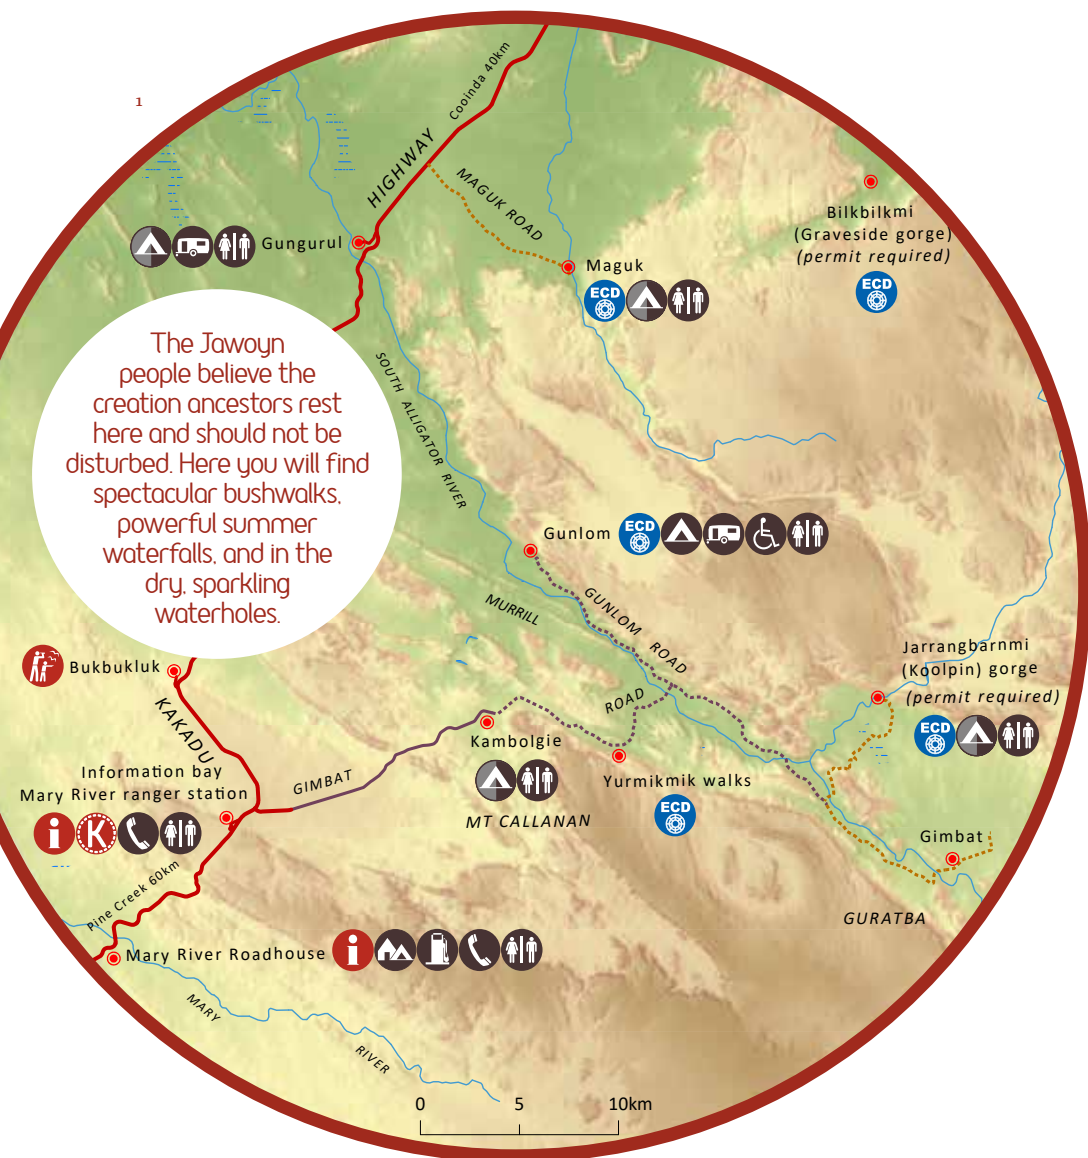 1
Cooinda 40km
HIGHWAY
MAGUK ROAD
Bilkbilkmi
(Graveside gorge)
(permit required)
ECD
Gungurul
Maguk
ECD
The Jawoyn
people believe the
creation ancestors rest
here and should not be
disturbed. Here you will find
spectacular bushwalks,
powerful summer
waterfalls, and in the
dry, sparkling
waterholes.
SOUTH ALLIGATOR RIVER
Gunlom
ECD
GUNLOM ROAD
MURRILL
Jarrangbarnmi
(Koolpin) gorge
(permit required)
ECD
Bukbukluk
KAKADU
ROAD
Kambolgie
Yurmikmik walks
ECD
GIMBAT
MT CALLANAN
Information bay
Mary River ranger station
i
K
Gimbat
GURATBA
Pine Creek 60km
Mary River Roadhouse
i
MARY
RIVER
0 5 10km